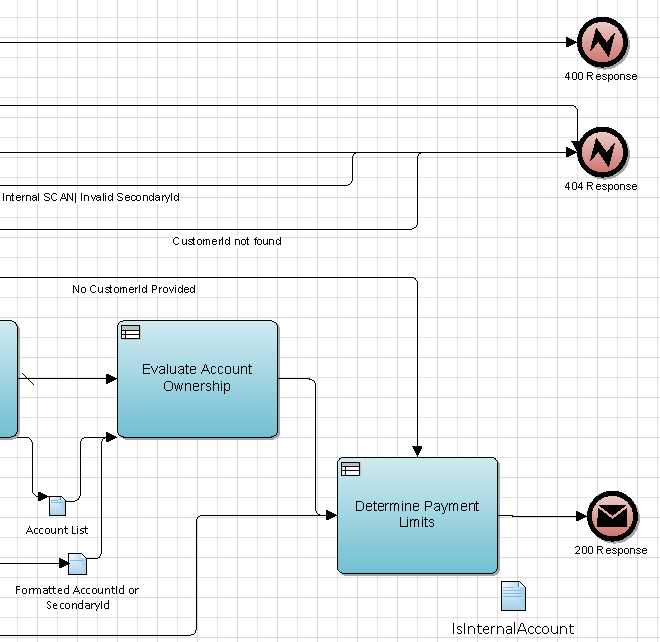 400 Response
404 Response
Internal SCAN| Invalid SecondaryId
CustomerId not found
No CustomerId Provided
Evaluate Account
Ownership
Determine Payment
Limits
Account List
200 Response
Formatted AccountId or
SecondaryId
IsInternalAccount